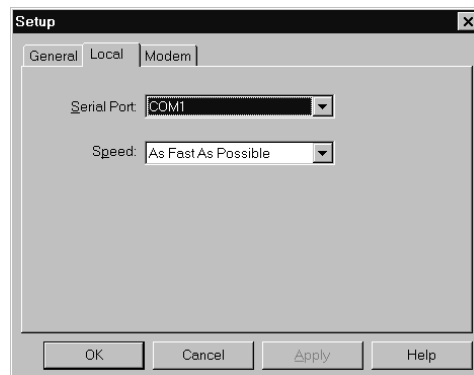 Setup
General Local Modem
Serial Port: COM1
Speed: As Fast As Possible
OK Cancel Apply Help